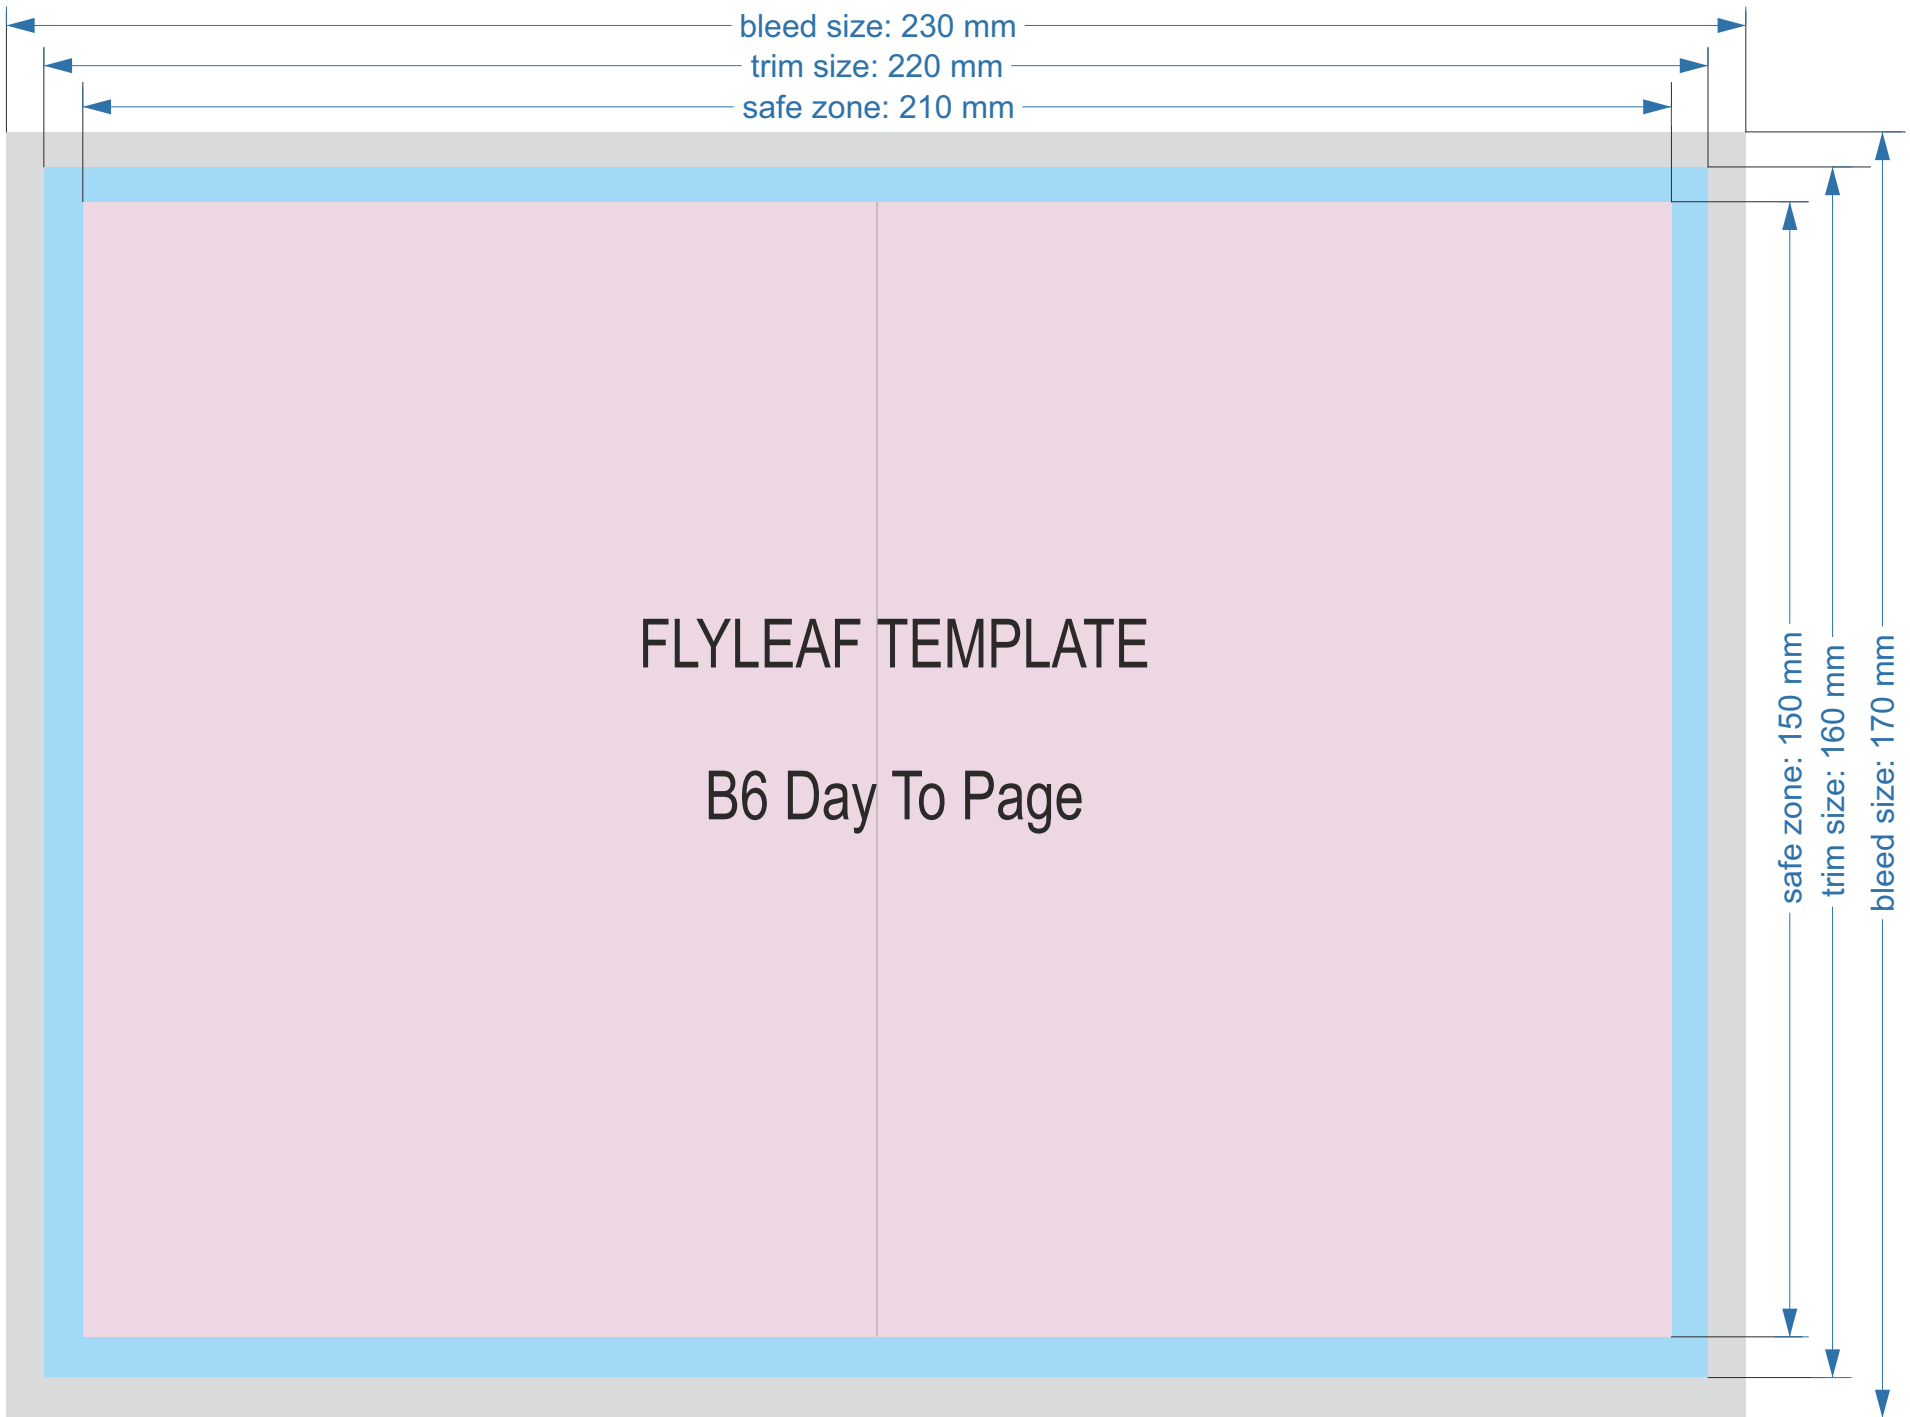 bleed size: 230 mm
trim size: 220 mm
safe zone: 210 mm
FLYLEAF TEMPLATE
B6 Day To Page
safe zone: 150 mm
trim size: 160 mm
bleed size: 170 mm